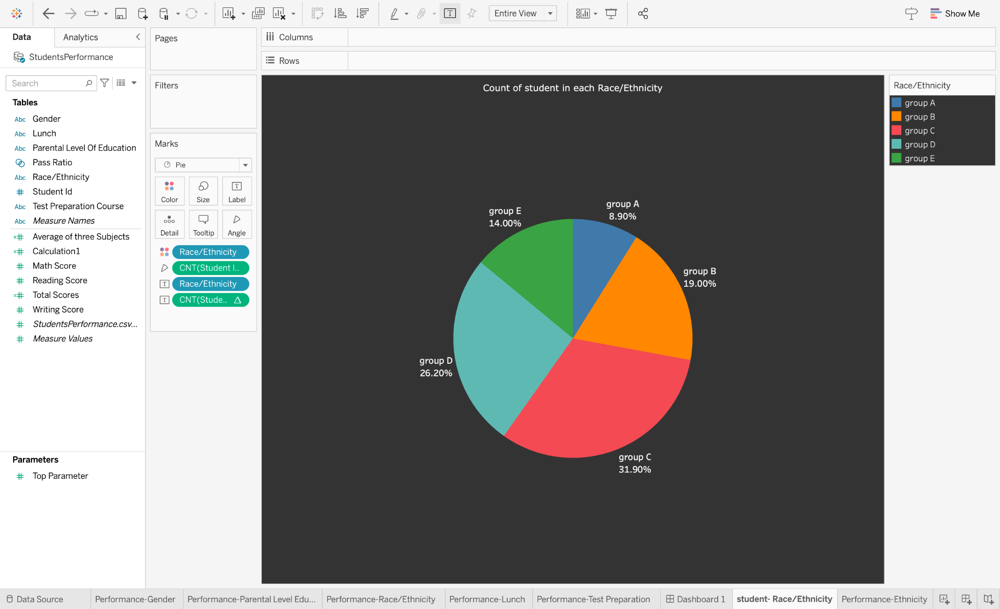 Entire View
Show Me
Data
Analytics
StudentsPerformance
Search
Tables
Abc Gender
Abc Lunch
Abc Parental Level Of Education
Pass Ratio
Abc Race/Ethnicity
# Student Id
Abc Test Preparation Course
Abc Measure Names
=# Average of three Subjects
=# Calculation1
# Math Score
# Reading Score
=# Total Scores
# Writing Score
# StudentsPerformance.csv...
# Measure Values
Parameters
# Top Parameter
Pages
Filters
Marks
Pie
Color
Size
T
Label
Detail
Tooltip
Angle
Race/Ethnicity
CNT(Student I..
T Race/Ethnicity
T CNT(Stude.. Δ
Columns
Rows
Count of student in each Race/Ethnicity
group A
8.90%
group E
14.00%
group B
19.00%
group D
26.20%
group C
31.90%
Race/Ethnicity
group A
group B
group C
group D
group E
Data Source
Performance-Gender
Performance-Parental Level Edu...
Performance-Race/Ethnicity
Performance-Lunch
Performance-Test Preparation
Dashboard 1
student- Race/Ethnicity
Performance-Ethnicity